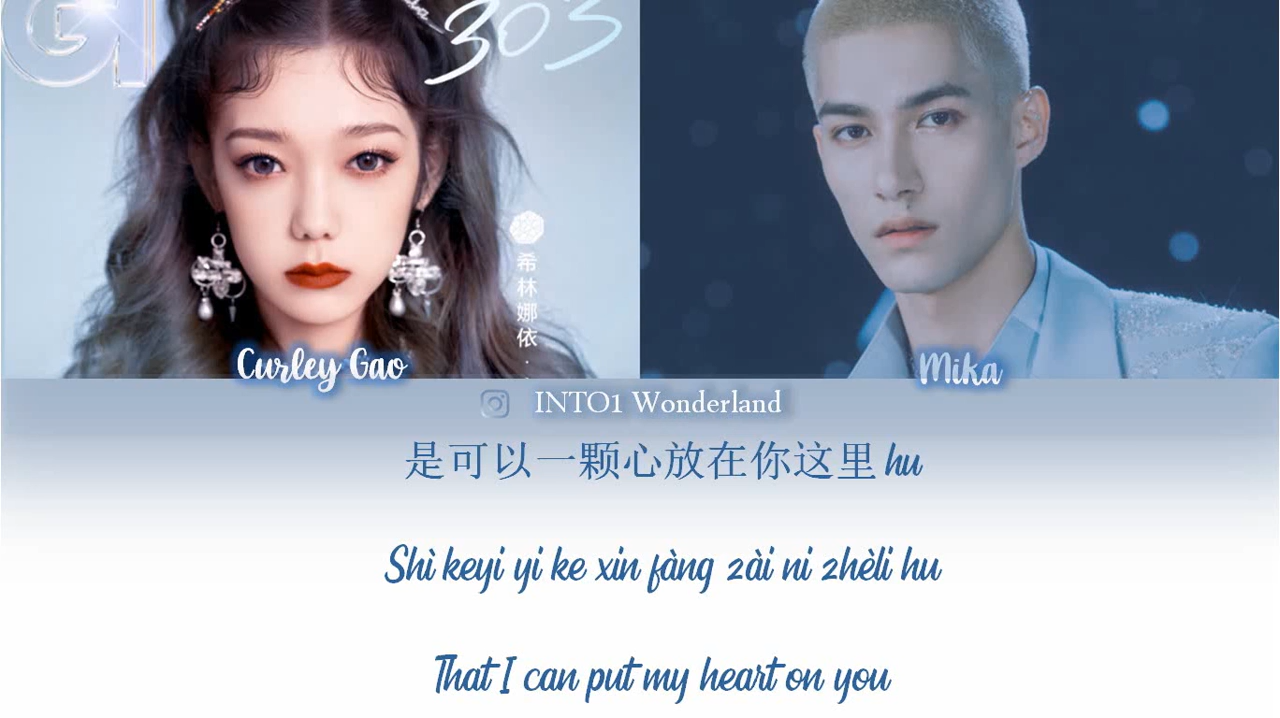 303
希林娜依·
Curley Gao
Mika
INTO1 Wonderland
是可以一颗心放在你这里 hu
Shì keyi yi ke xin fàng zài ni zhèli hu
That I can put my heart on you